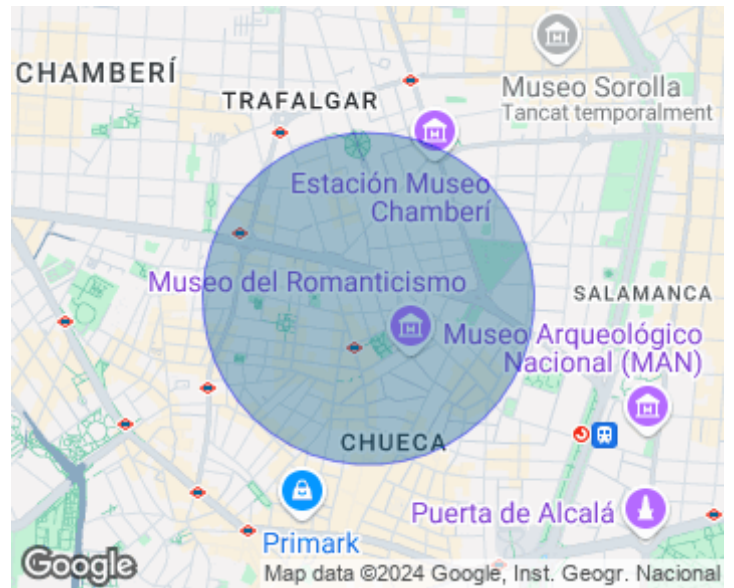 CHAMBERÍ
Museo Sorolla
Tancat temporalment
TRAFALGAR
Estación Museo
Chamberí
Museo del Romanticismo
SALAMANCA
Museo Arqueológico
Nacional (MAN)
CHUECA
Puerta de Alcalá
Primark
Google
Map data ©2024 Google, Inst. Geogr. Nacional